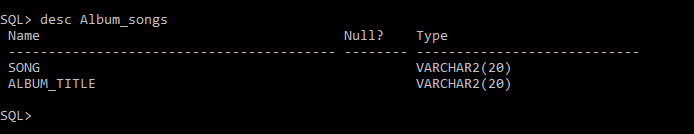 SQL> desc Album_songs
 Name                                      Null?    Type
 ----------------------------------------- -------- ----------------------------
 SONG                                               VARCHAR2(20)
 ALBUM_TITLE                                        VARCHAR2(20)
SQL>